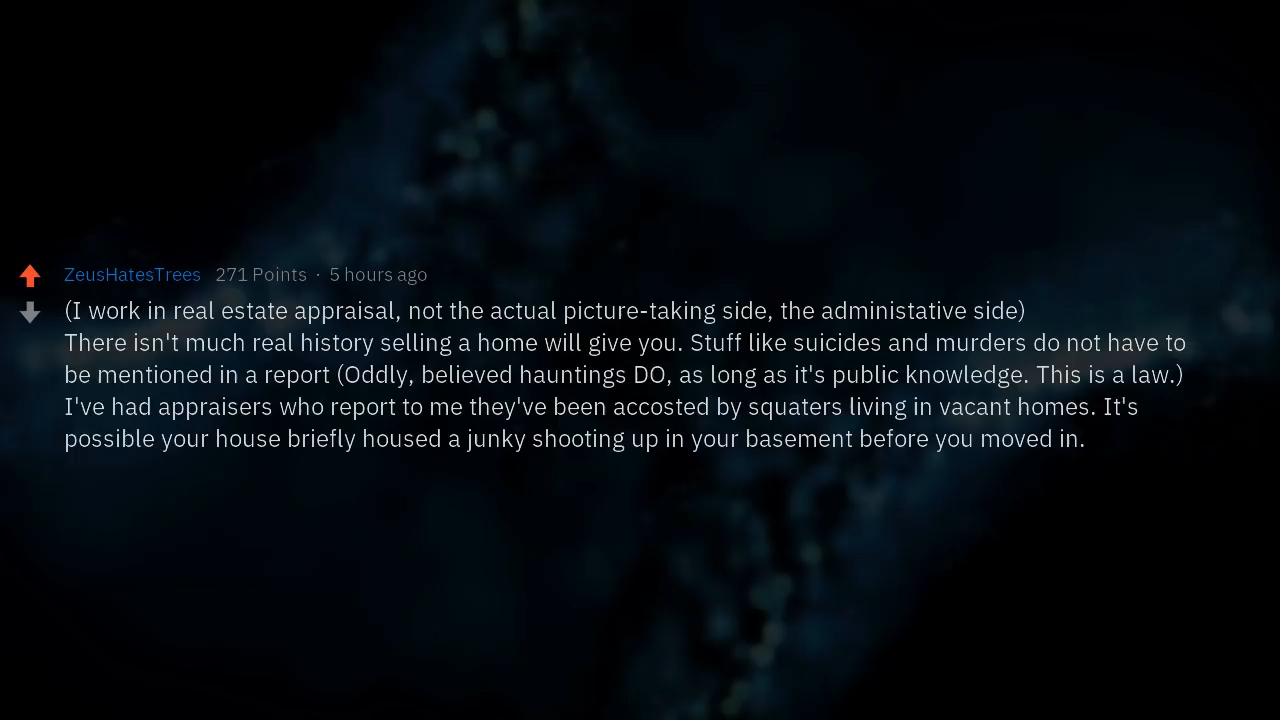 ZeusHatesTrees 271 Points · 5 hours ago
(I work in real estate appraisal, not the actual picture-taking side, the administative side)
There isn't much real history selling a home will give you. Stuff like suicides and murders do not have to
be mentioned in a report (Oddly, believed hauntings DO, as long as it's public knowledge. This is a law.)
I've had appraisers who report to me they've been accosted by squaters living in vacant homes. It's
possible your house briefly housed a junky shooting up in your basement before you moved in.